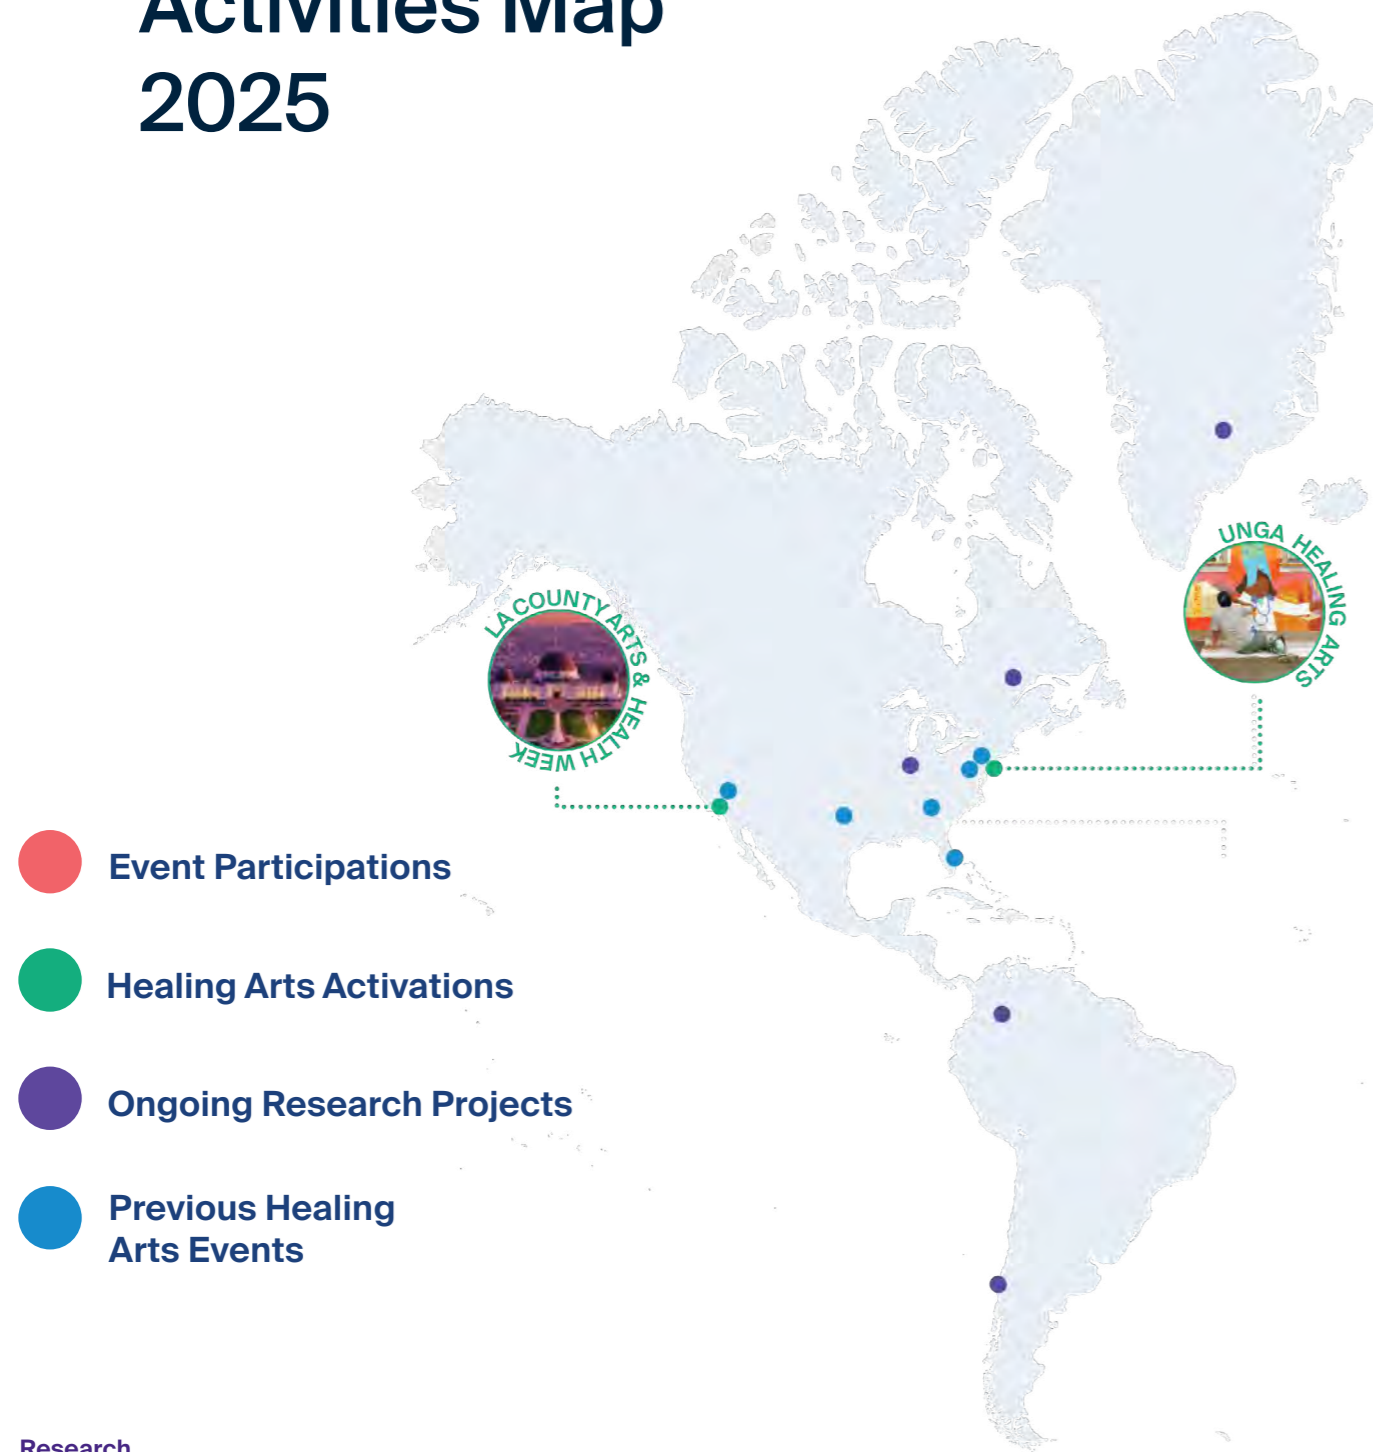 Activities Map
2025
UNGA HEALING ARTS
LA COUNTY ARTS & HEALTH WEEK
Event Participations
Healing Arts Activations
Ongoing Research Projects
Previous Healing
Arts Events
Research